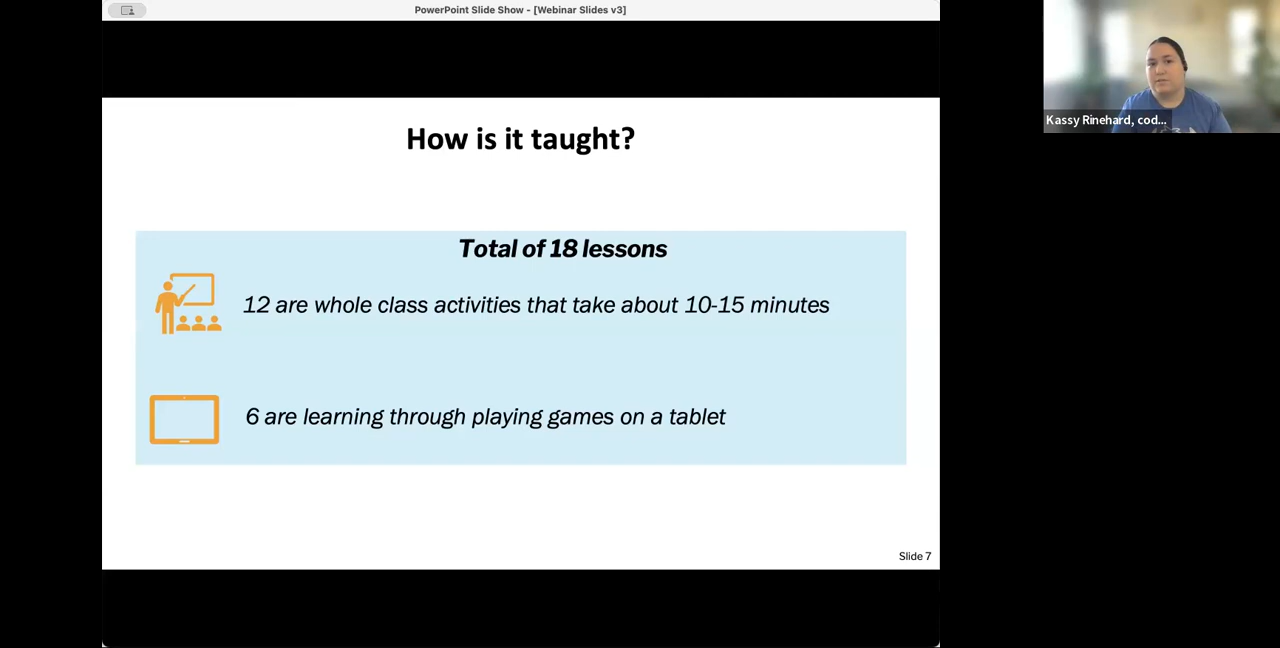 PowerPoint Slide Show - [Webinar Slides v3]
How is it taught?
Total of 18 lessons
12 are whole class activities that take about 10-15 minutes
6 are learning through playing games on a tablet
Slide 7
Kassy Rinehard, cod...